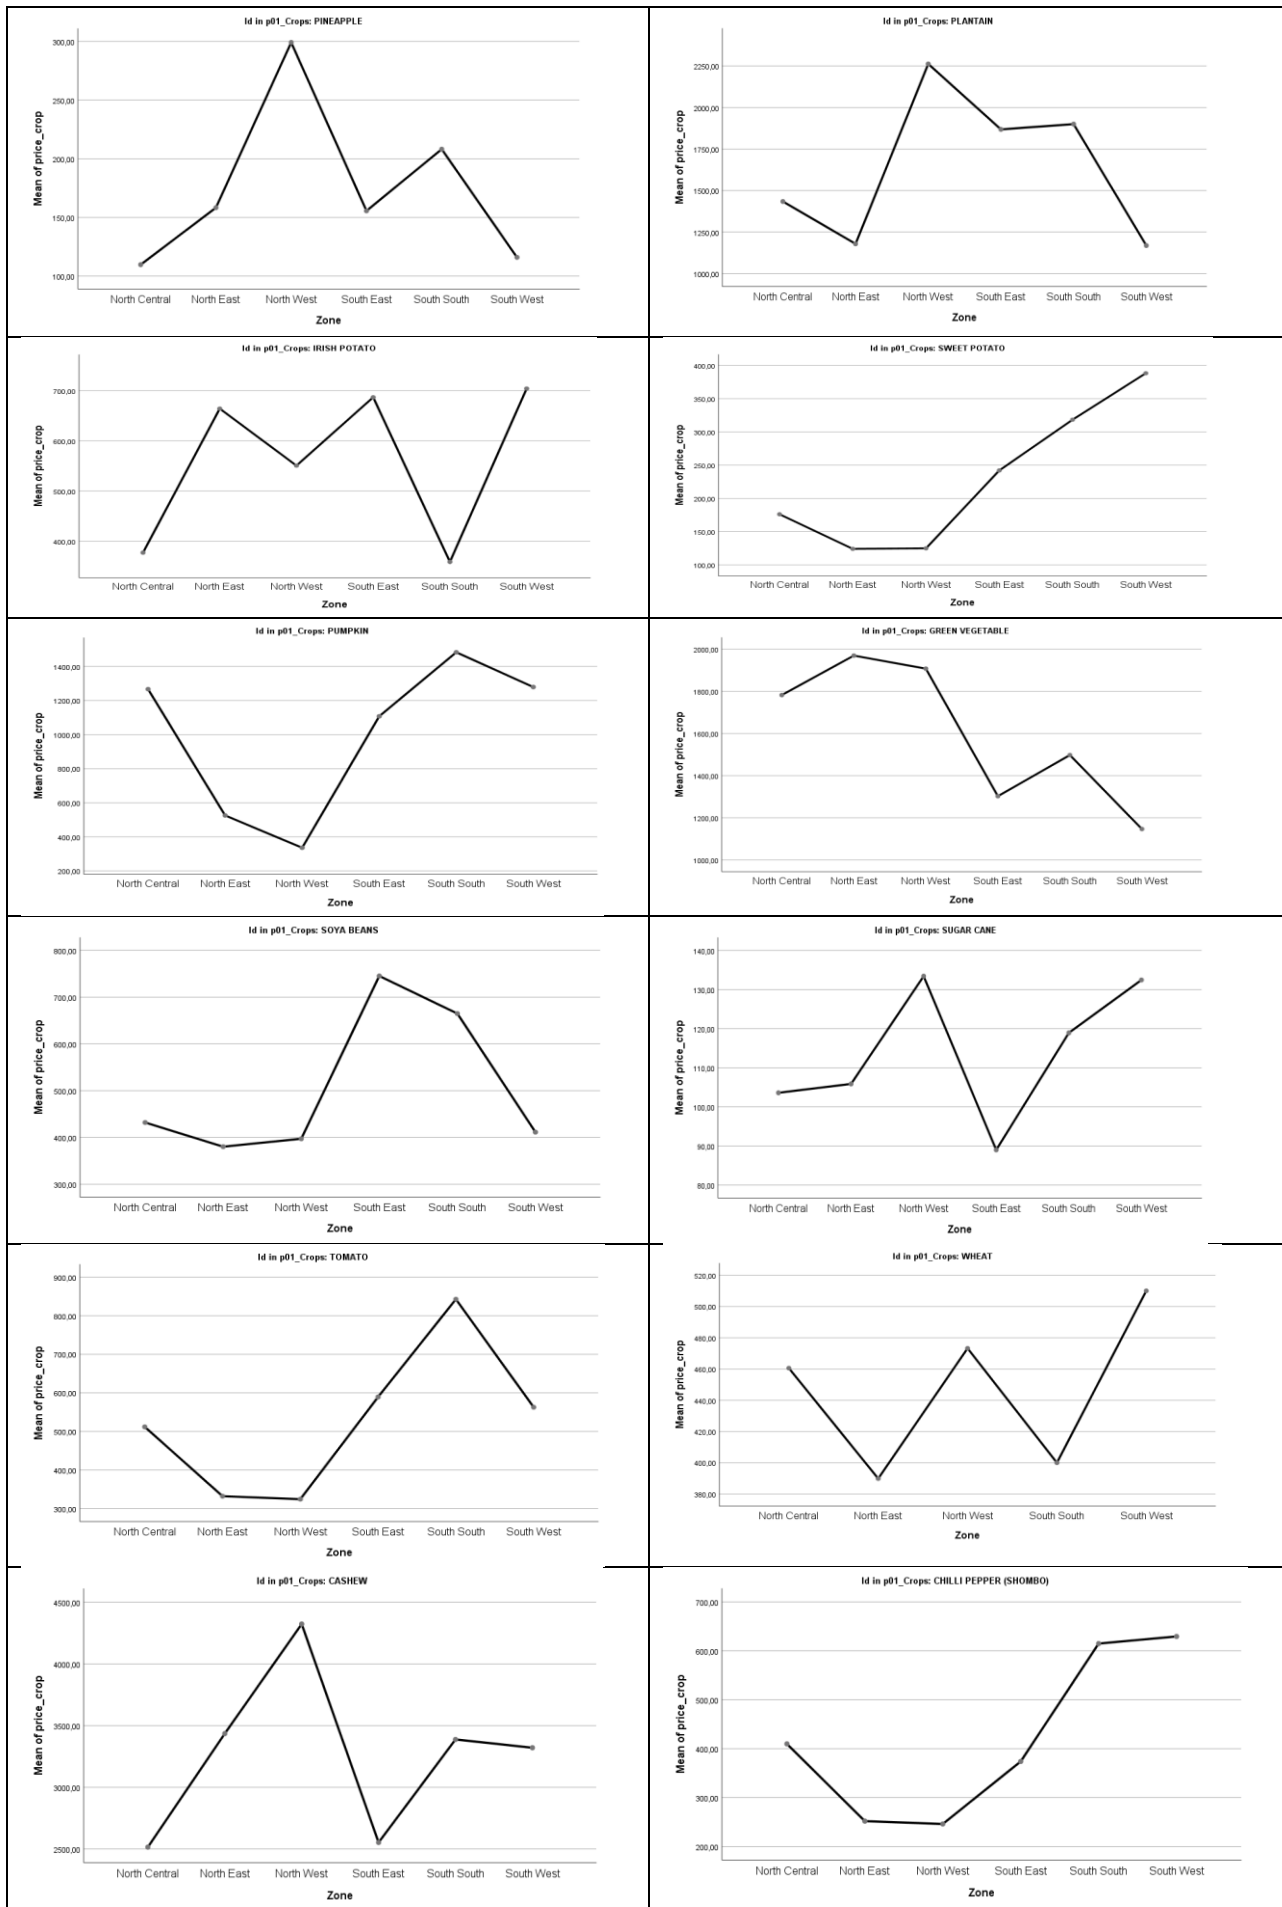 Id in p01_Crops: PINEAPPLE
Mean of price_crop
300,00
250,00
200,00
150,00
100,00
North Central North East North West South East South South South West
Zone
Id in p01_Crops: PLANTAIN
Mean of price_crop
2250,00
2000,00
1750,00
1500,00
1250,00
1000,00
North Central North East North West South East South South South West
Zone
Id in p01_Crops: IRISH POTATO
Mean of price_crop
700,00
600,00
500,00
400,00
North Central North East North West South East South South South West
Zone
Id in p01_Crops: SWEET POTATO
Mean of price_crop
400,00
350,00
300,00
250,00
200,00
150,00
100,00
North Central North East North West South East South South South West
Zone
Id in p01_Crops: PUMPKIN
Mean of price_crop
1400,00
1200,00
1000,00
800,00
600,00
400,00
200,00
North Central North East North West South East South South South West
Zone
Id in p01_Crops: GREEN VEGETABLE
Mean of price_crop
2000,00
1800,00
1600,00
1400,00
1200,00
1000,00
North Central North East North West South East South South South West
Zone
Id in p01_Crops: SOYA BEANS
Mean of price_crop
800,00
700,00
600,00
500,00
400,00
300,00
North Central North East North West South East South South South West
Zone
Id in p01_Crops: SUGAR CANE
Mean of price_crop
140,00
130,00
120,00
110,00
100,00
90,00
80,00
North Central North East North West South East South South South West
Zone
Id in p01_Crops: TOMATO
Mean of price_crop
900,00
800,00
700,00
600,00
500,00
400,00
300,00
North Central North East North West South East South South South West
Zone
Id in p01_Crops: WHEAT
Mean of price_crop
520,00
500,00
480,00
460,00
440,00
420,00
400,00
380,00
North Central North East North West South South South West
Zone
Id in p01_Crops: CASHEW
Mean of price_crop
4500,00
4000,00
3500,00
3000,00
2500,00
North Central North East North West South East South South South West
Zone
Id in p01_Crops: CHILLI PEPPER (SHOMBO)
Mean of price_crop
700,00
600,00
500,00
400,00
300,00
200,00
North Central North East North West South East South South South West
Zone